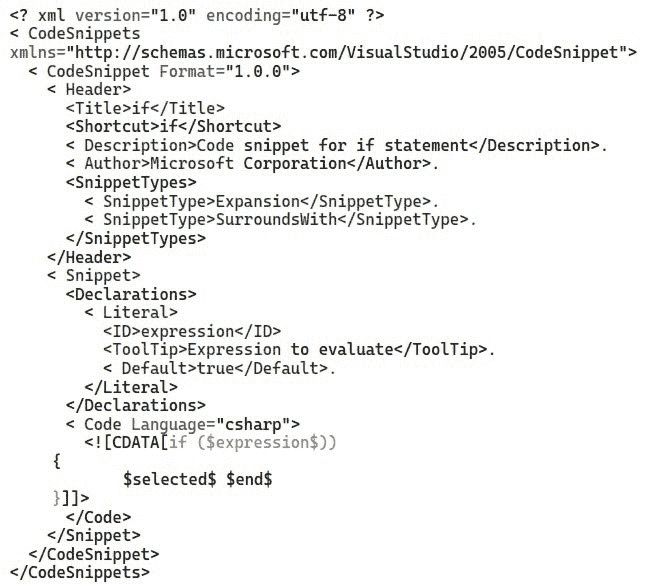 <? xml version="1.0" encoding="utf-8" ?>
< CodeSnippets
xmlns="http://schemas.microsoft.com/VisualStudio/2005/CodeSnippet">
< CodeSnippet Format="1.0.0">
< Header>
<Title>if</Title>
<Shortcut>if</Shortcut>
< Description>Code snippet for if statement</Description>.
< Author>Microsoft Corporation</Author>.
<SnippetTypes>
< SnippetType>Expansion</SnippetType>.
< SnippetType>SurroundsWith</SnippetType>.
</SnippetTypes>
</Header>
< Snippet>
<Declarations>
< Literal>
<ID>expression</ID>
<ToolTip>Expression to evaluate</ToolTip>.
< Default>true</Default>.
</Literal>
</Declarations>
< Code Language="csharp">
<![CDATA[if ($expression$))
{
$selected$ $end$
}]]>
</Code>
</Snippet>
</CodeSnippet>
</CodeSnippets>